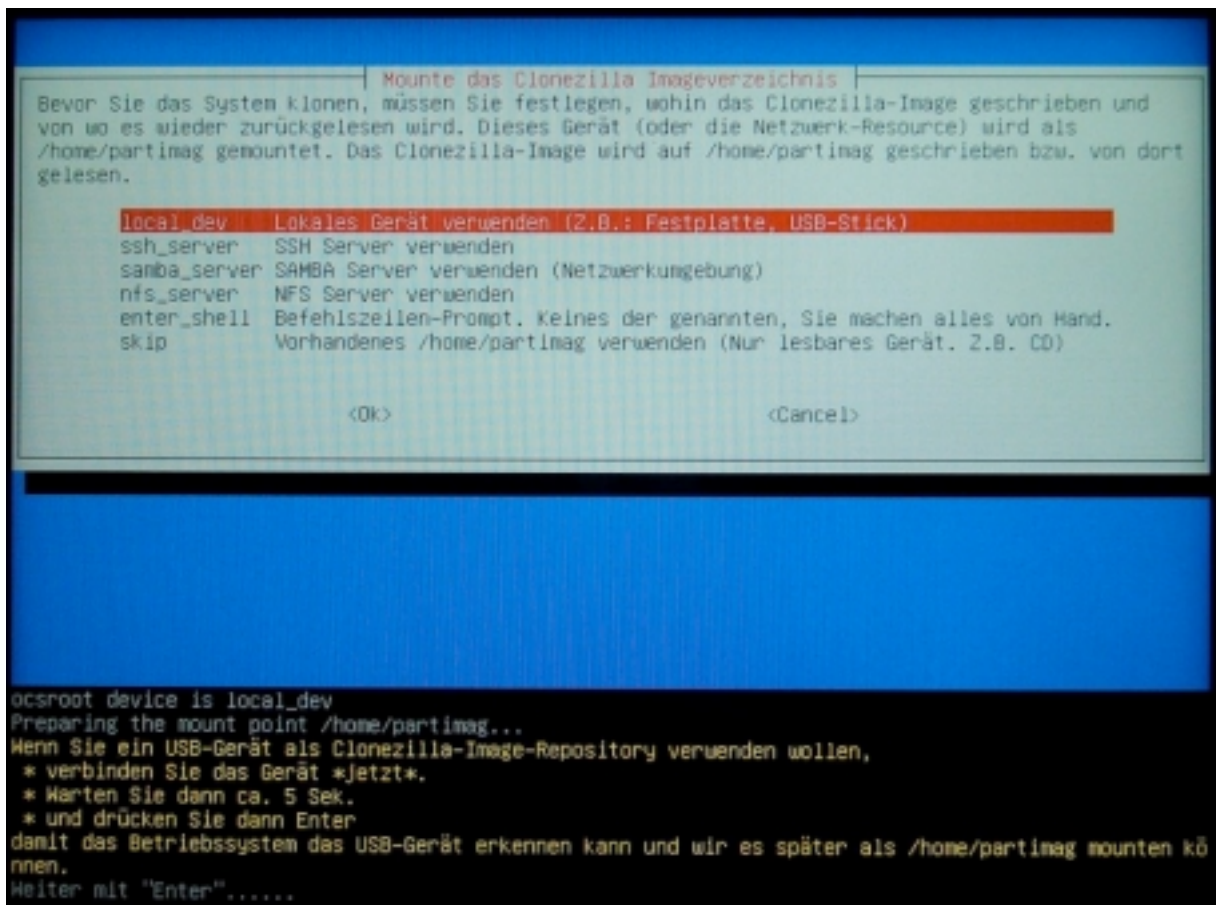 Mounte das Clonezilla Imageverzeichnis
Bevor Sie das System klonen, müssen Sie festlegen, wohin das Clonezilla-Image geschrieben und
von wo es wieder zurückgelesen wird. Dieses Gerät (oder die Netzwerk-Resource) wird als
/home/partimag gemountet. Das Clonezilla-Image wird auf /home/partimag geschrieben bzw. von dort
gelesen.
local_dev Lokales Gerät verwenden (Z.B.: Festplatte, USB-Stick)
ssh_server SSH Server verwenden
samba_server SAMBA Server verwenden (Netzwerkumgebung)
nfs_server NFS Server verwenden
enter_shell Befehlszeilen-Prompt. Keines der genannten, Sie machen alles von Hand.
skip Vorhandenes /home/partimag verwenden (Nur lesbares Gerät. Z.B. CD)
<Ok> <Cancel>
ocsroot device is local_dev
Preparing the mount point /home/partimag...
Wenn Sie ein USB-Gerät als Clonezilla-Image-Repository verwenden wollen,
* verbinden Sie das Gerät *jetzt*.
* Warten Sie dann ca. 5 Sek.
* und drücken Sie dann Enter
damit das Betriebssystem das USB-Gerät erkennen kann und wir es später als /home/partimag mounten kö
nnen.
Weiter mit "Enter"......